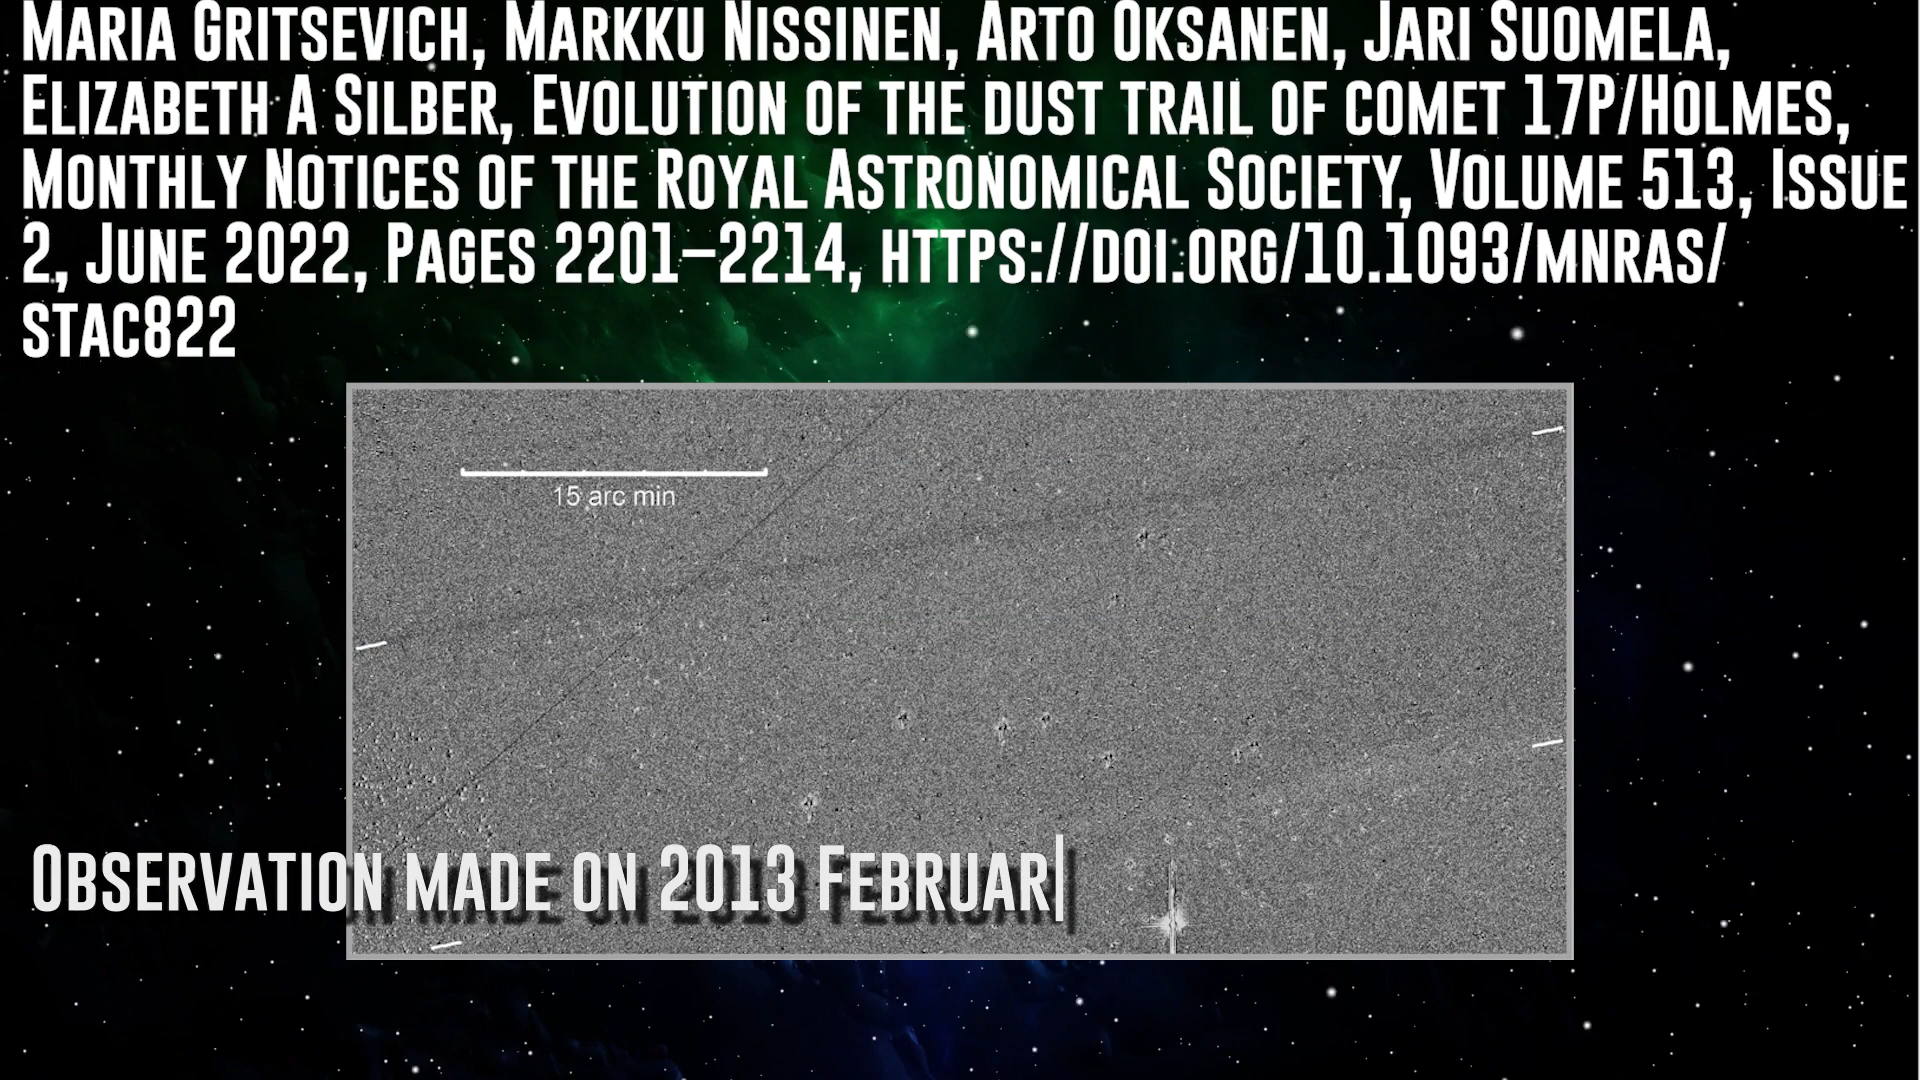 Maria Gritsevich, Markku Nissinen, Arto Oksanen, Jari Suomela,
Elizabeth A Silber, Evolution of the dust trail of comet 17P/Holmes,
Monthly Notices of the Royal Astronomical Society, Volume 513, Issue
2, June 2022, Pages 2201–2214, https://doi.org/10.1093/mnras/
stac822
15 arc min
Observation made on 2013 Februar